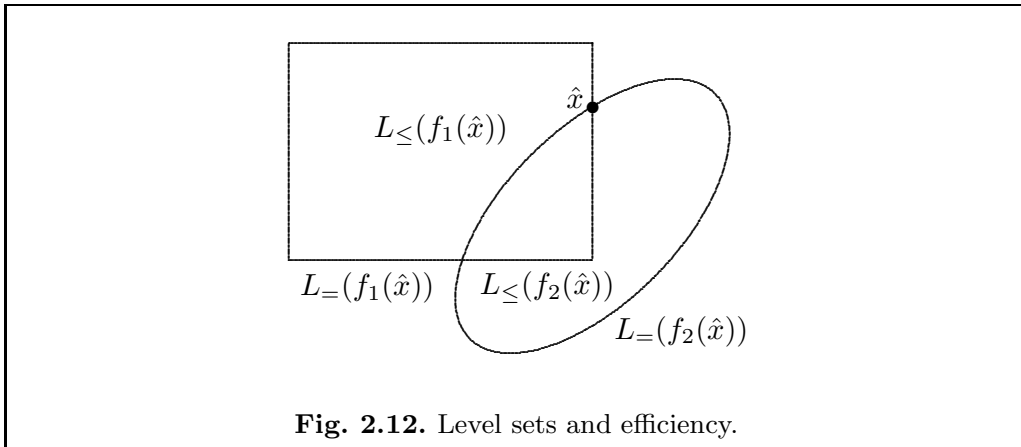 x̂
L≤(f₁(x̂))
L=(f₁(x̂)) L≤(f₂(x̂))
L=(f₂(x̂))
Fig. 2.12. Level sets and efficiency.